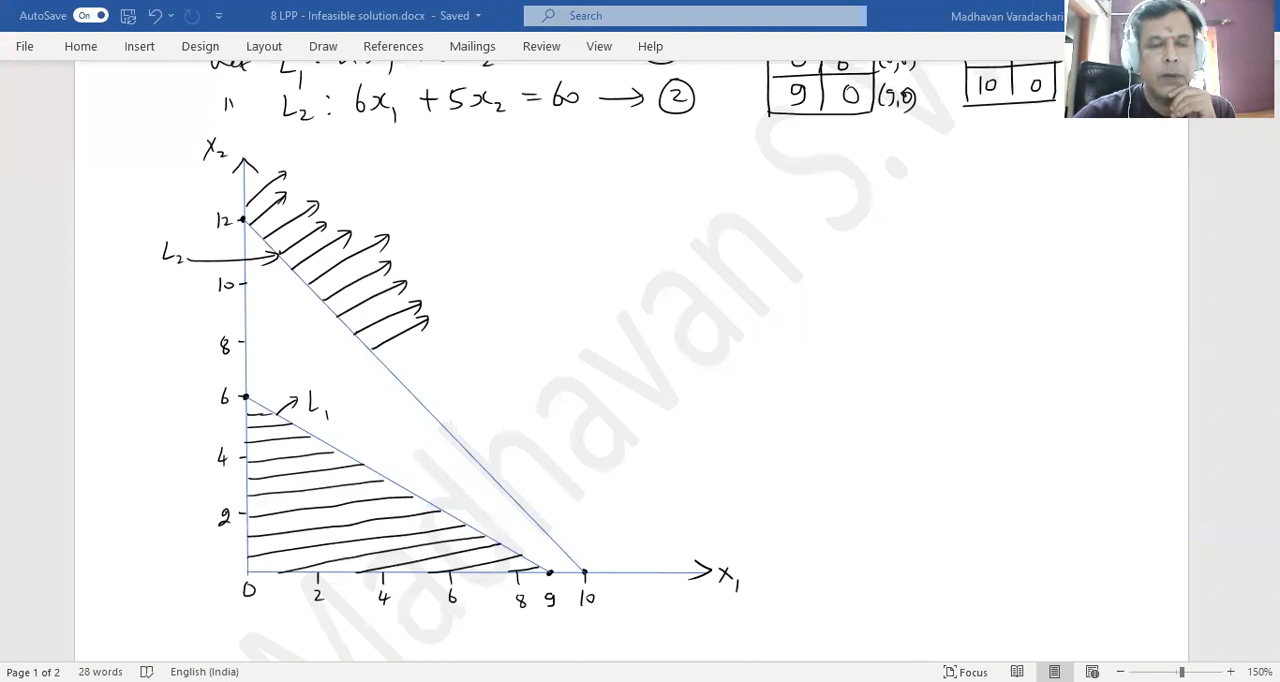 AutoSave On 8 LPP - Infeasible solution.docx - Saved Search Madhavan Varadachari
File Home Insert Design Layout Draw References Mailings Review View Help
L1
9 0 (9,0) 10 0
" L2 : 6x1 + 5x2 = 60 → 2
x2
12
L2
10
8
6
L1
4
2
0 2 4 6 8 9 10 x1
Madhavan S.V.
Page 1 of 2 28 words English (India) Focus 150%